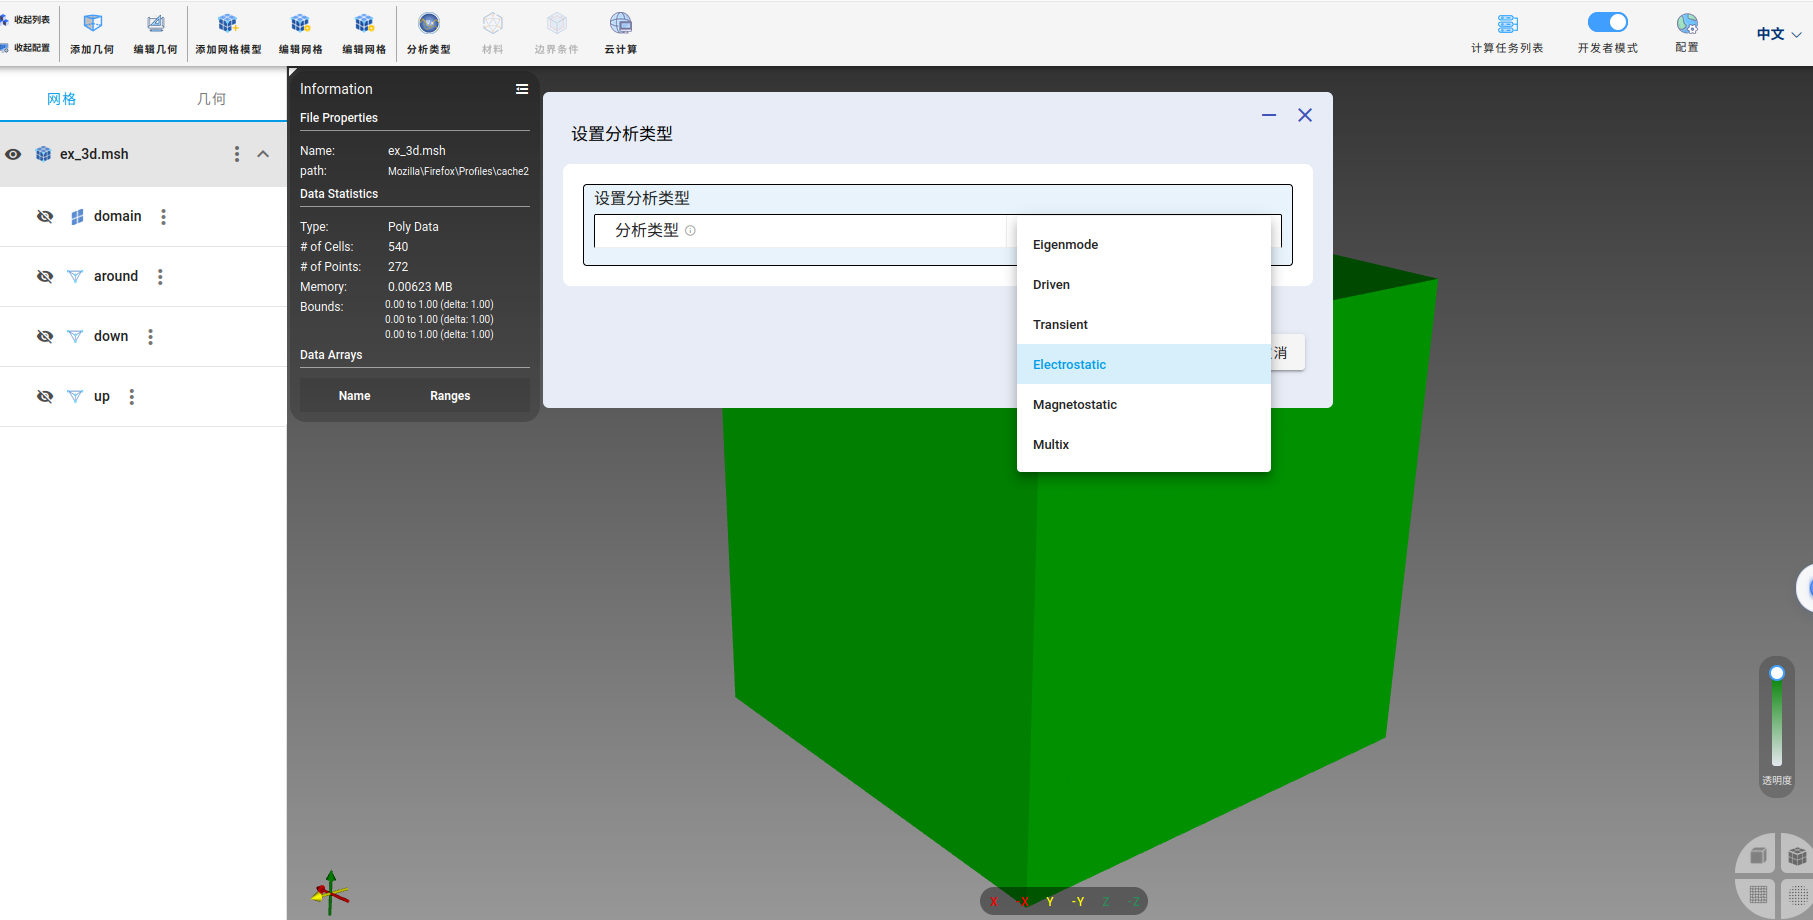 收起列表
收起配置
添加几何
编辑几何
添加网格模型
编辑网格
编辑网格
分析类型
材料
边界条件
云计算
计算任务列表
开发者模式
配置
中文
网格
几何
ex_3d.msh
domain
around
down
up
Information
File Properties
Name: ex_3d.msh
path: Mozilla\Firefox\Profiles\cache2
Data Statistics
Type: Poly Data
# of Cells: 540
# of Points: 272
Memory: 0.00623 MB
Bounds: 0.00 to 1.00 (delta: 1.00)
0.00 to 1.00 (delta: 1.00)
0.00 to 1.00 (delta: 1.00)
Data Arrays
Name Ranges
设置分析类型
设置分析类型
分析类型
Eigenmode
Driven
Transient
Electrostatic
Magnetostatic
Multix
消
透明度
X -X Y -Y Z -Z